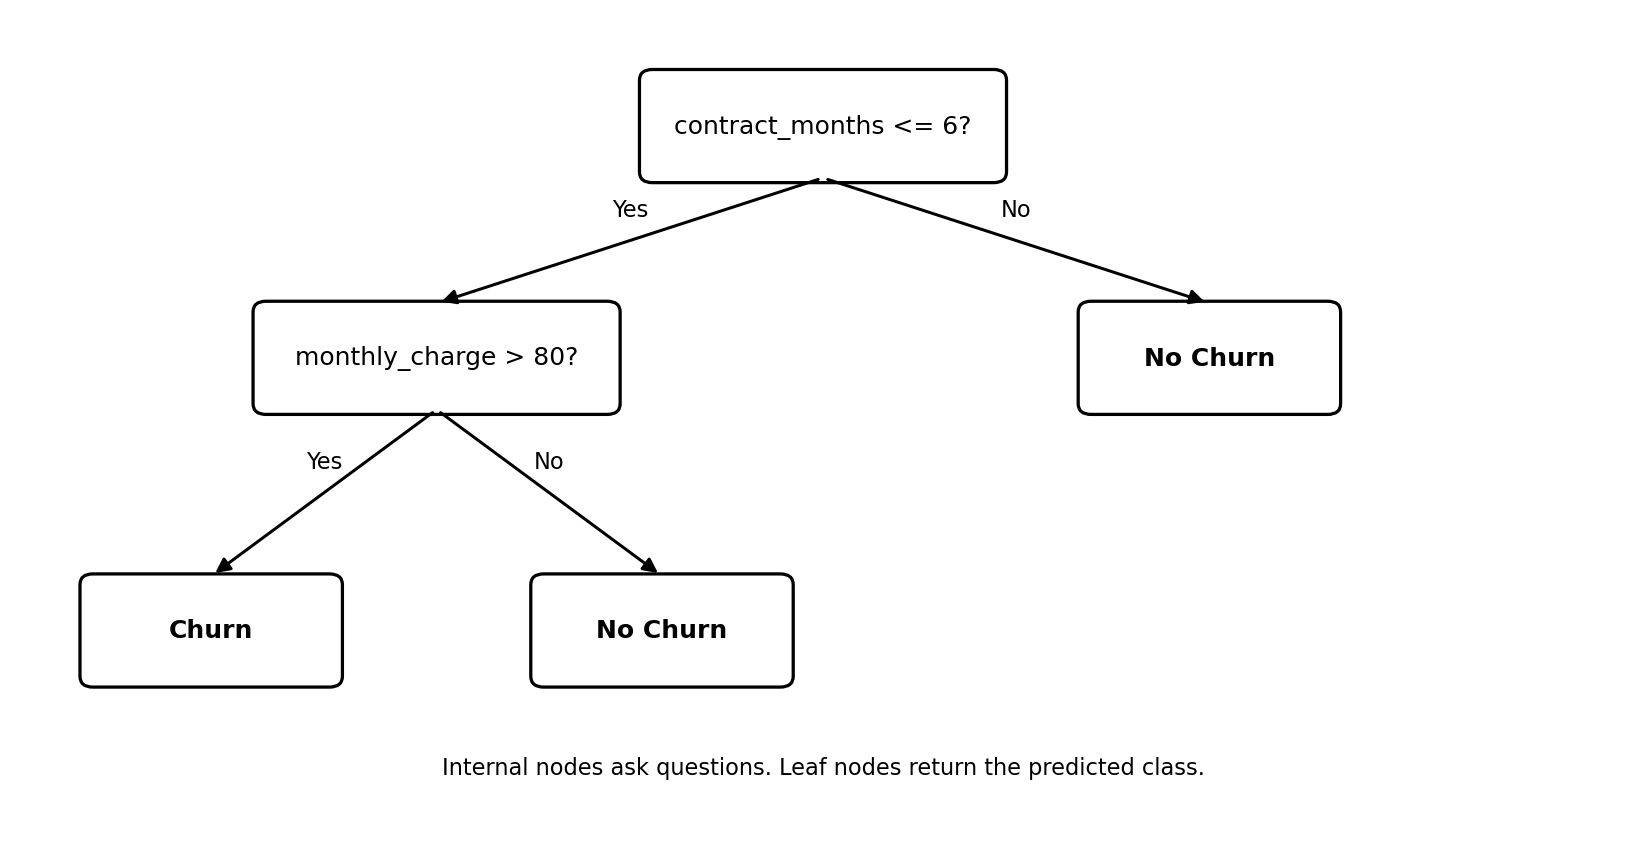 contract_months <= 6?
Yes
No
monthly_charge > 80?
No Churn
Yes
No
Churn
No Churn
Internal nodes ask questions. Leaf nodes return the predicted class.